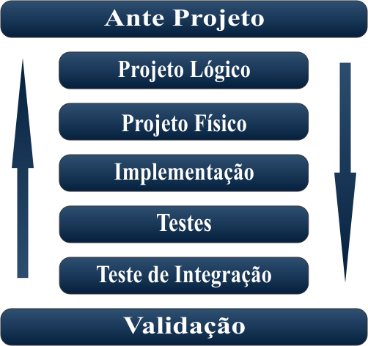 Ante Projeto
Projeto Lógico
Projeto Físico
Implementação
Testes
Teste de Integração
Validação